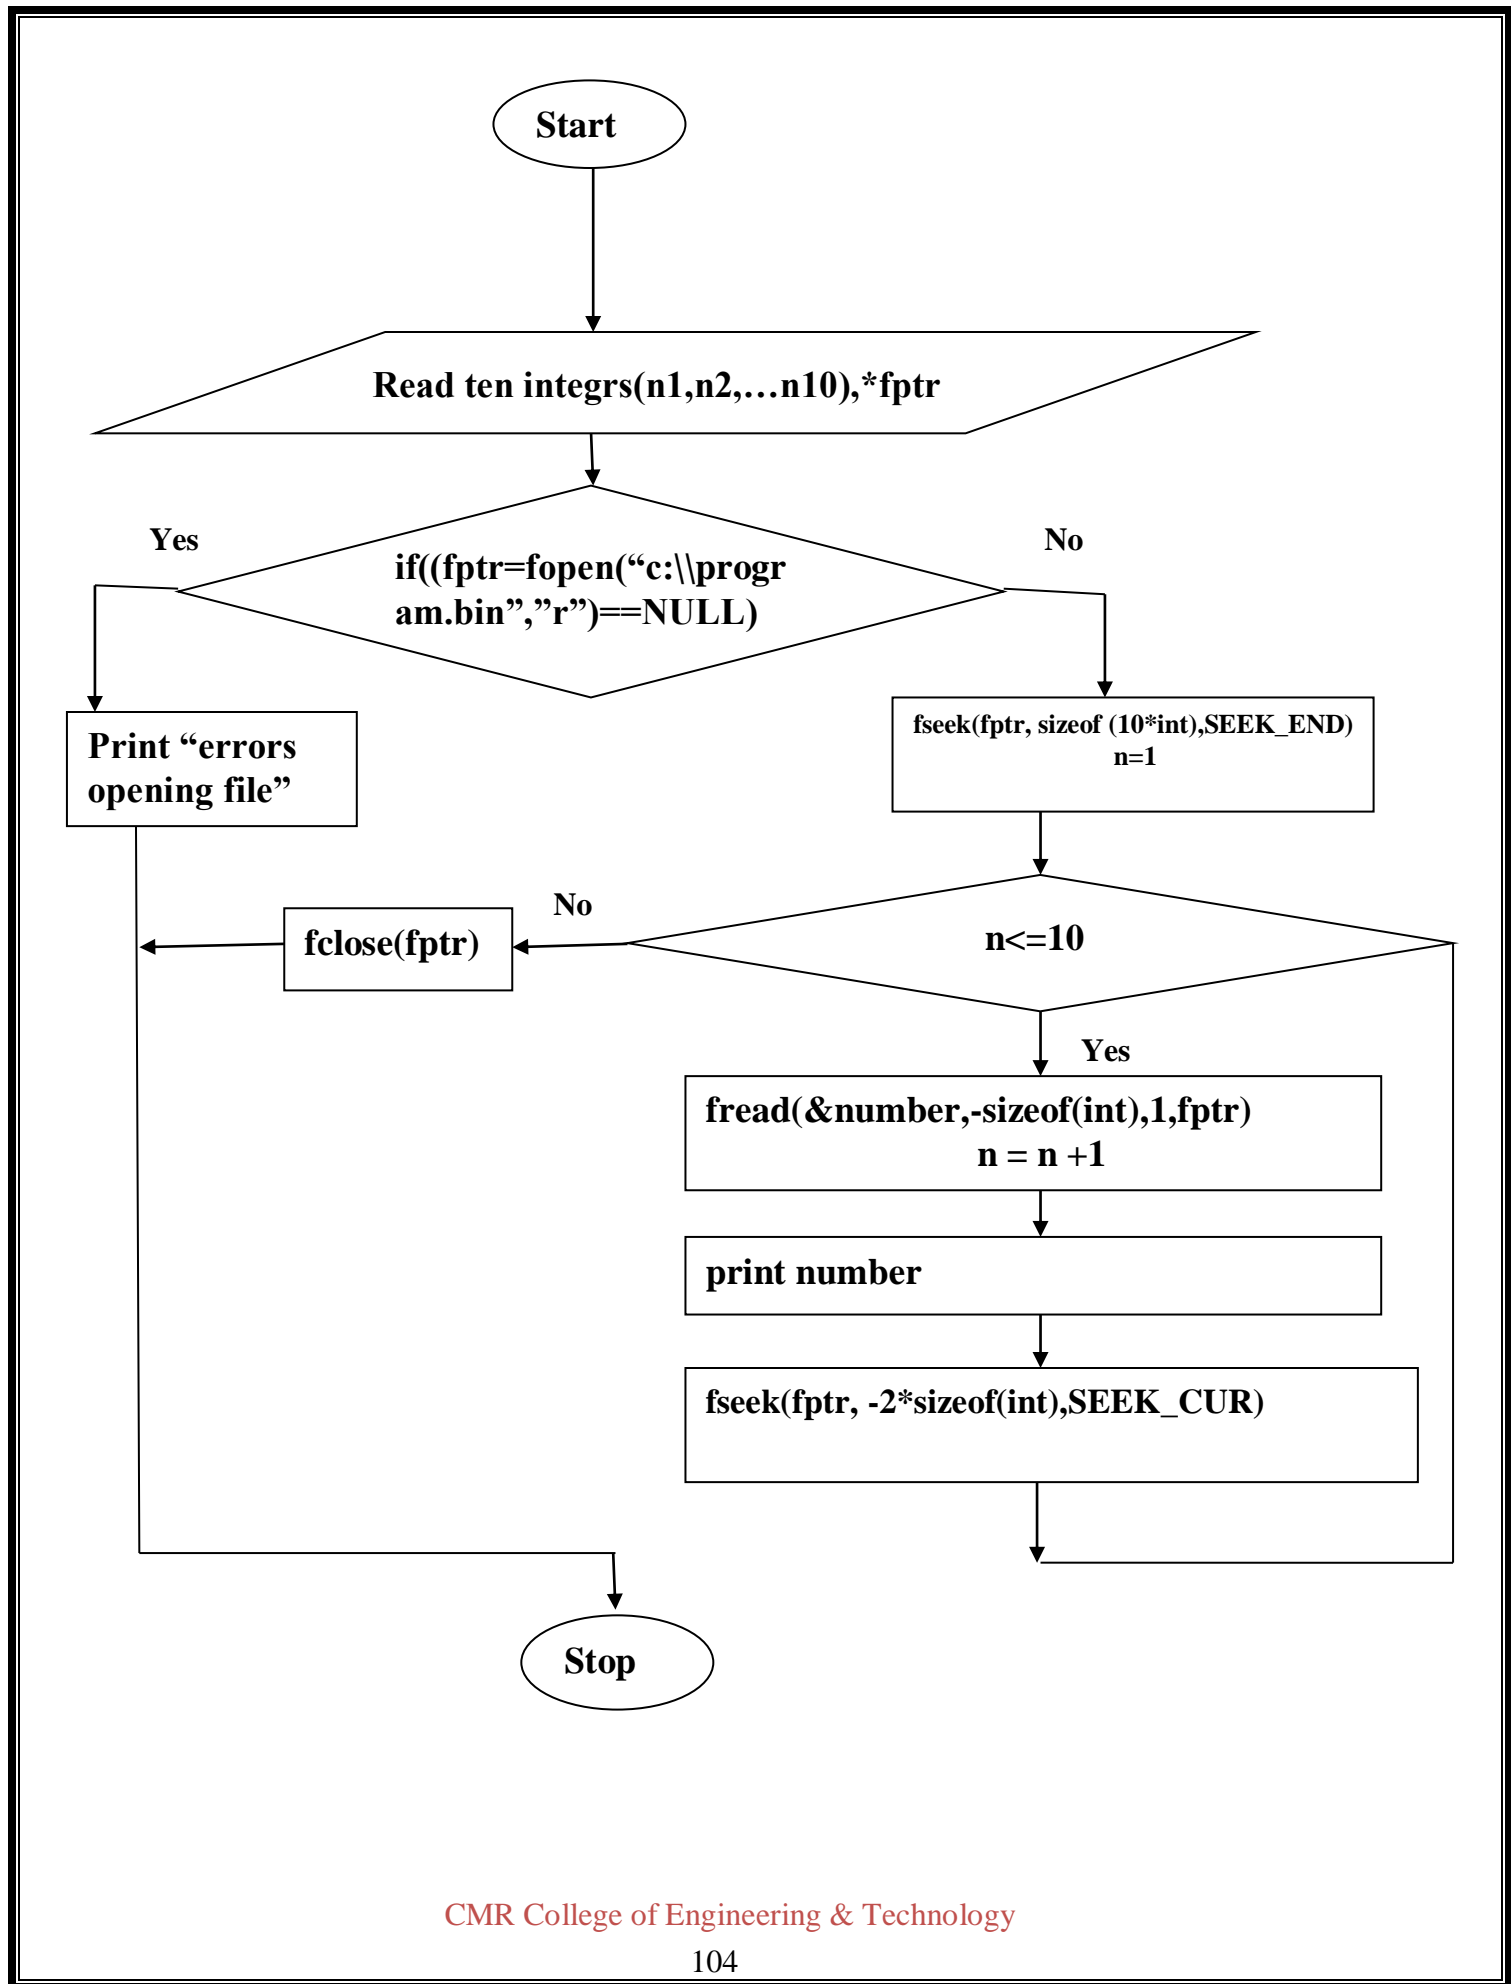 Start
Read ten integrs(n1,n2,…n10),*fptr
Yes
No
if((fptr=fopen(“c:\\progr
am.bin”,”r”)==NULL)
Print “errors
opening file”
fseek(fptr, sizeof (10*int),SEEK_END)
n=1
No
fclose(fptr)
n<=10
Yes
fread(&number,-sizeof(int),1,fptr)
n = n +1
print number
fseek(fptr, -2*sizeof(int),SEEK_CUR)
Stop
CMR College of Engineering & Technology
104